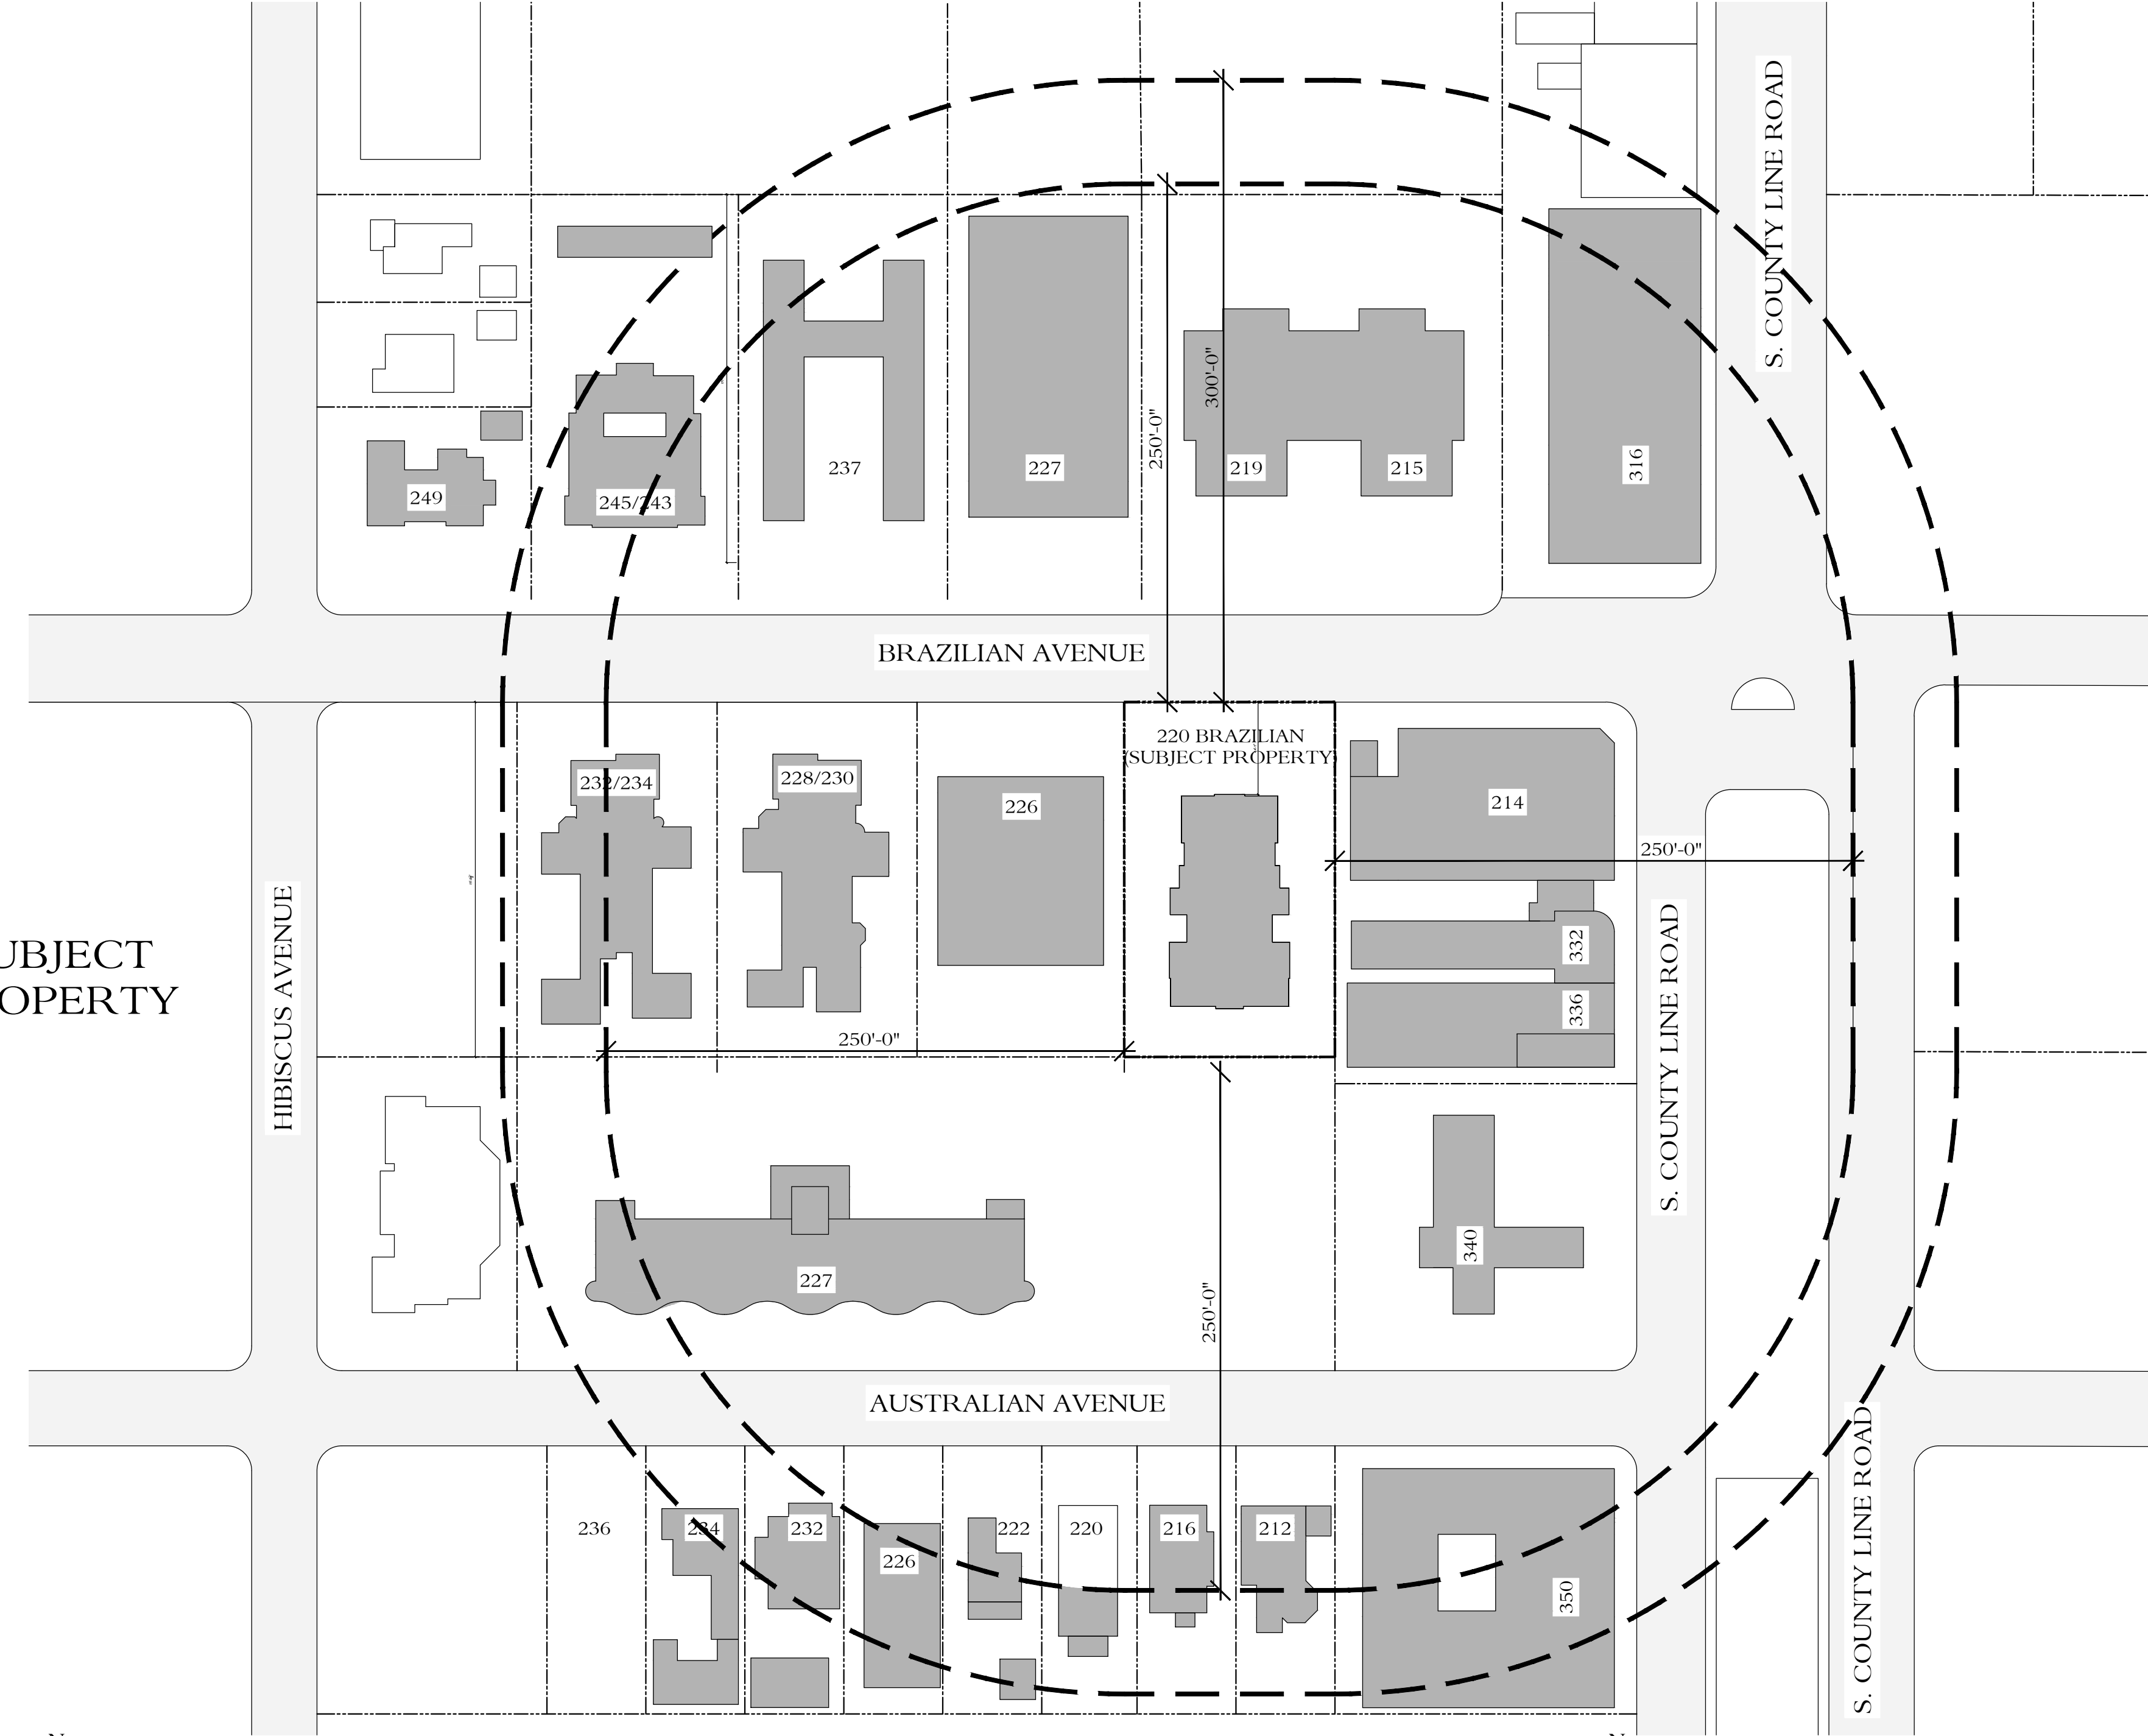 S. COUNTY LINE ROAD
300'-0"
250'-0"
237
227
219
215
316
249
245/243
BRAZILIAN AVENUE
220 BRAZILIAN
(SUBJECT PROPERTY)
232/234
228/230
226
214
250'-0"
HIBISCUS AVENUE
UBJECT
OPERTY
332
336
S. COUNTY LINE ROAD
250'-0"
340
227
250'-0"
AUSTRALIAN AVENUE
S. COUNTY LINE ROAD
236
234
232
226
222
220
216
212
350